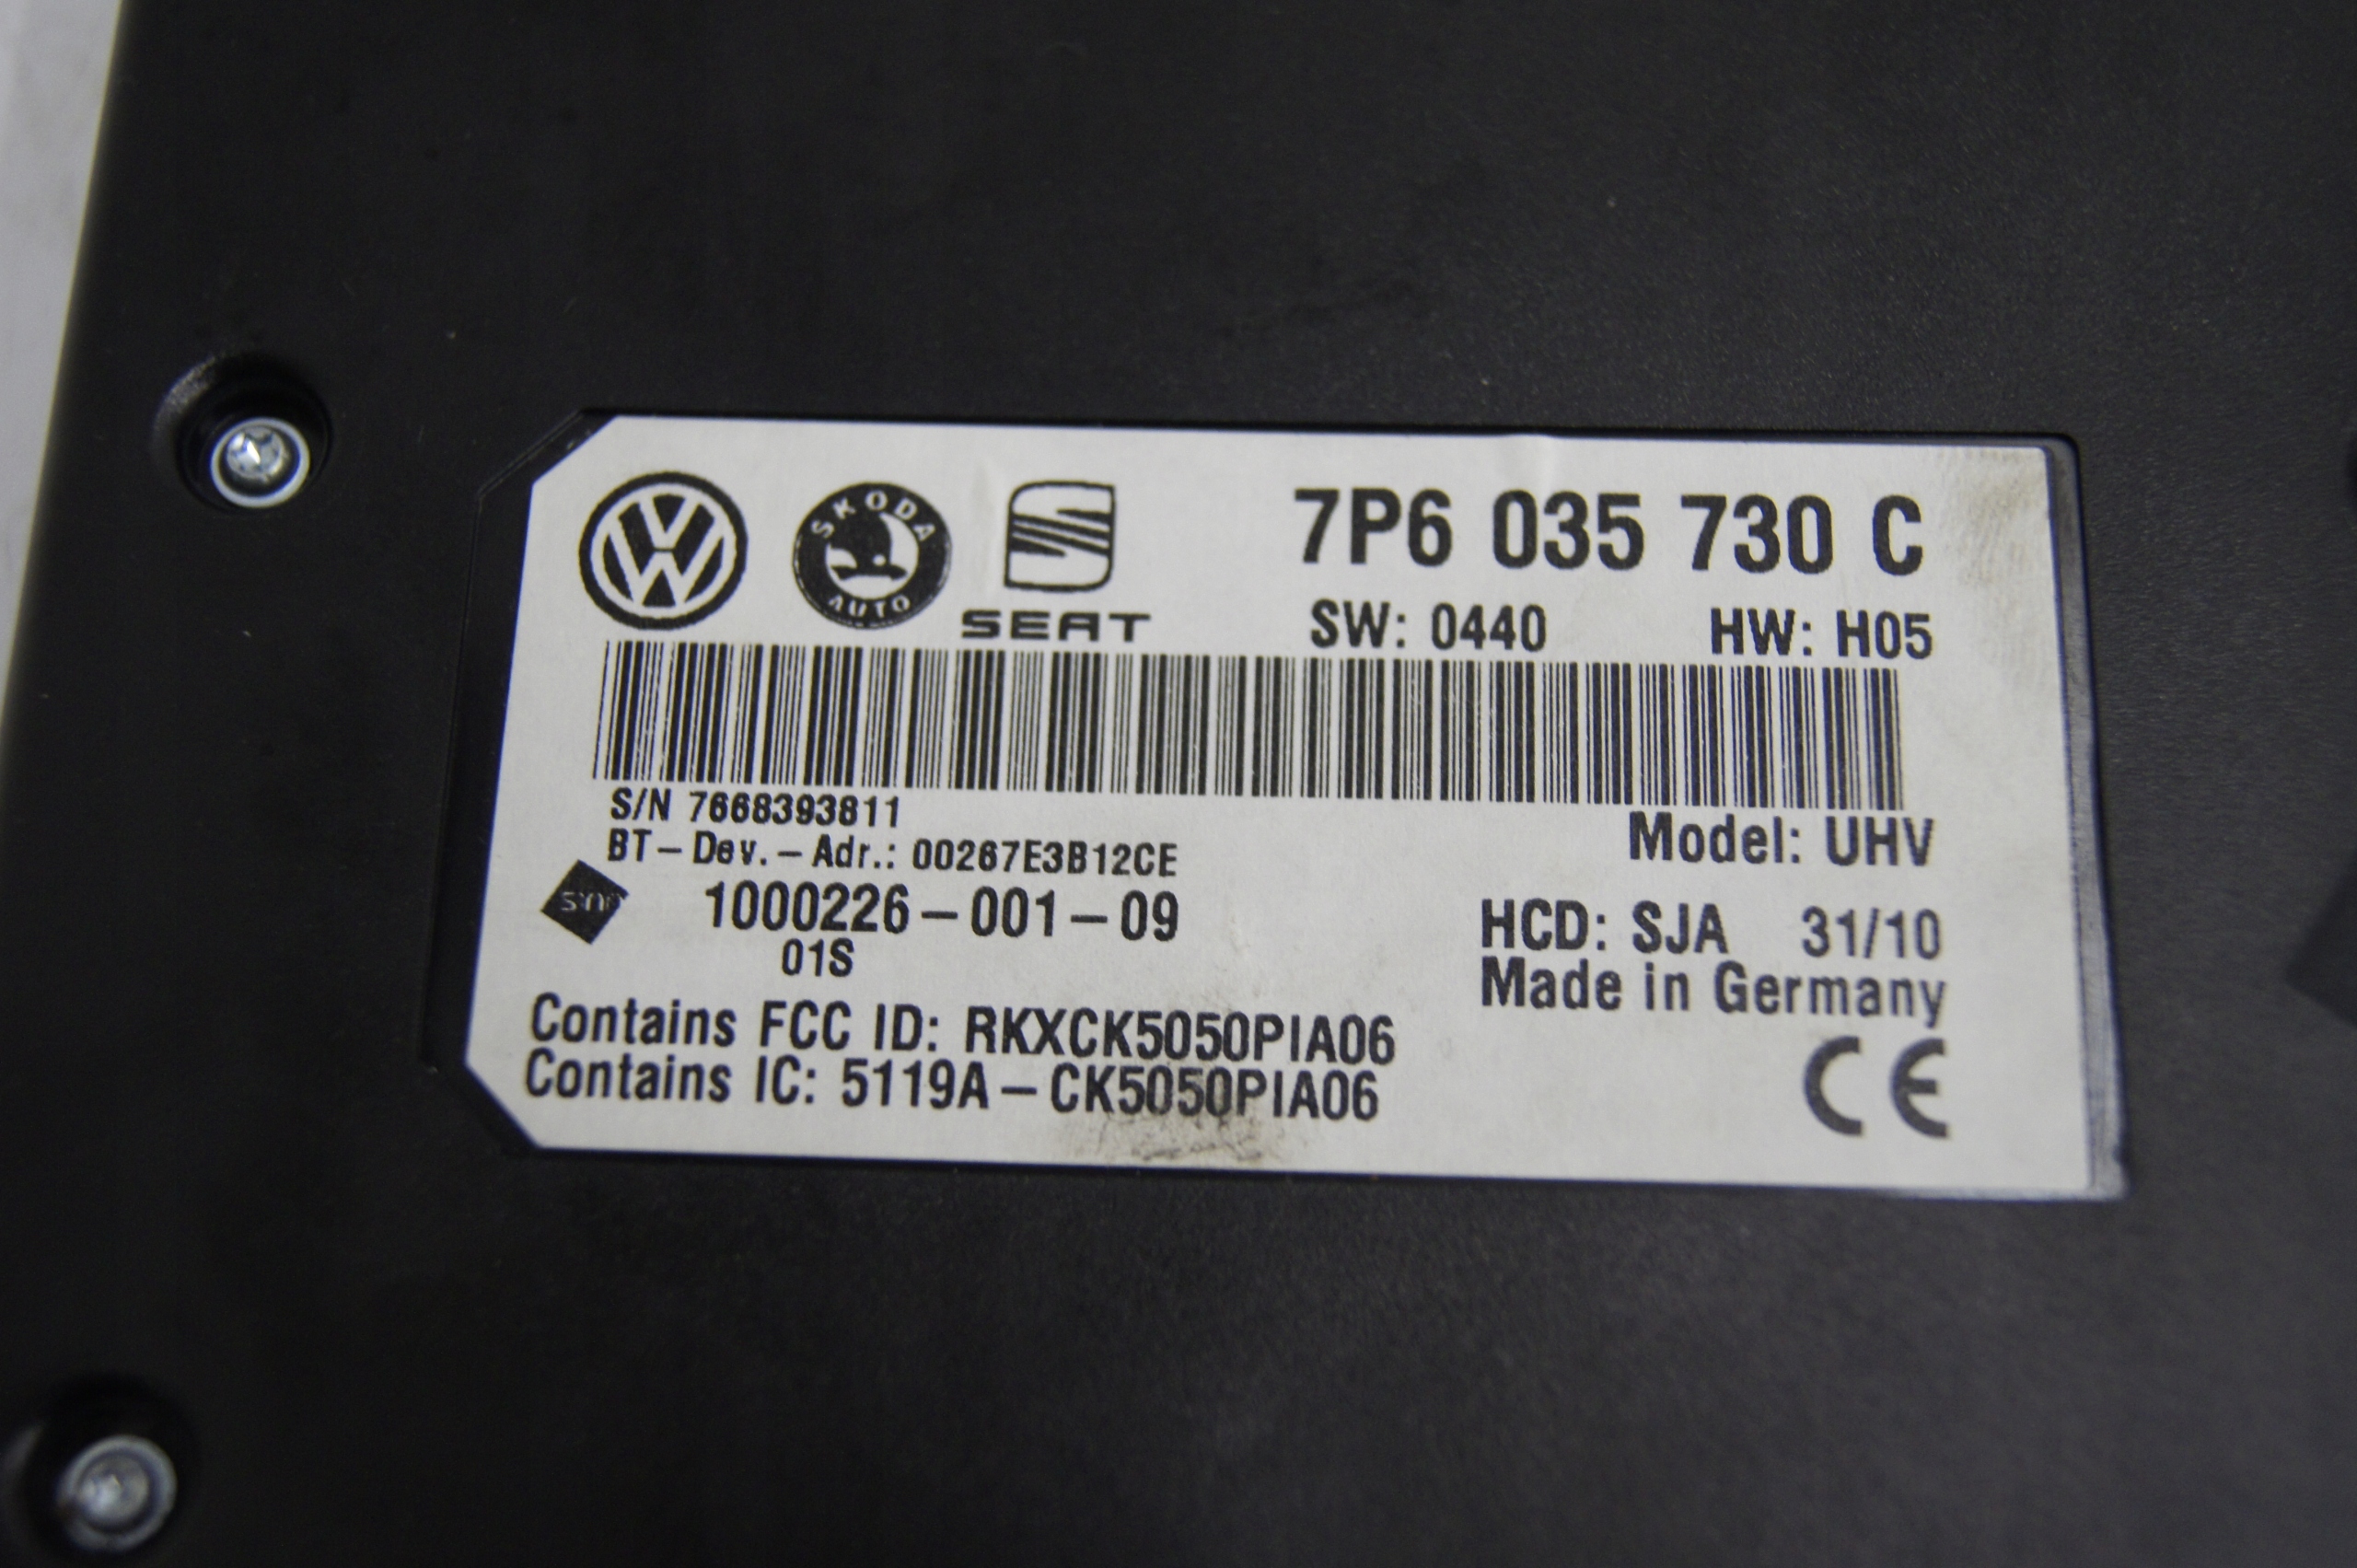 SKODA AUTO
SEAT
7P6 035 730 C
SW: 0440 HW: H05
S/N 7668393811
BT-Dev.-Adr.: 00267E3B12CE
Model: UHV
1000226-001-09
01S
HCD: SJA 31/10
Made in Germany
Contains FCC ID: RKXCK5050PIA06
Contains IC: 5119A-CK5050PIA06
CE